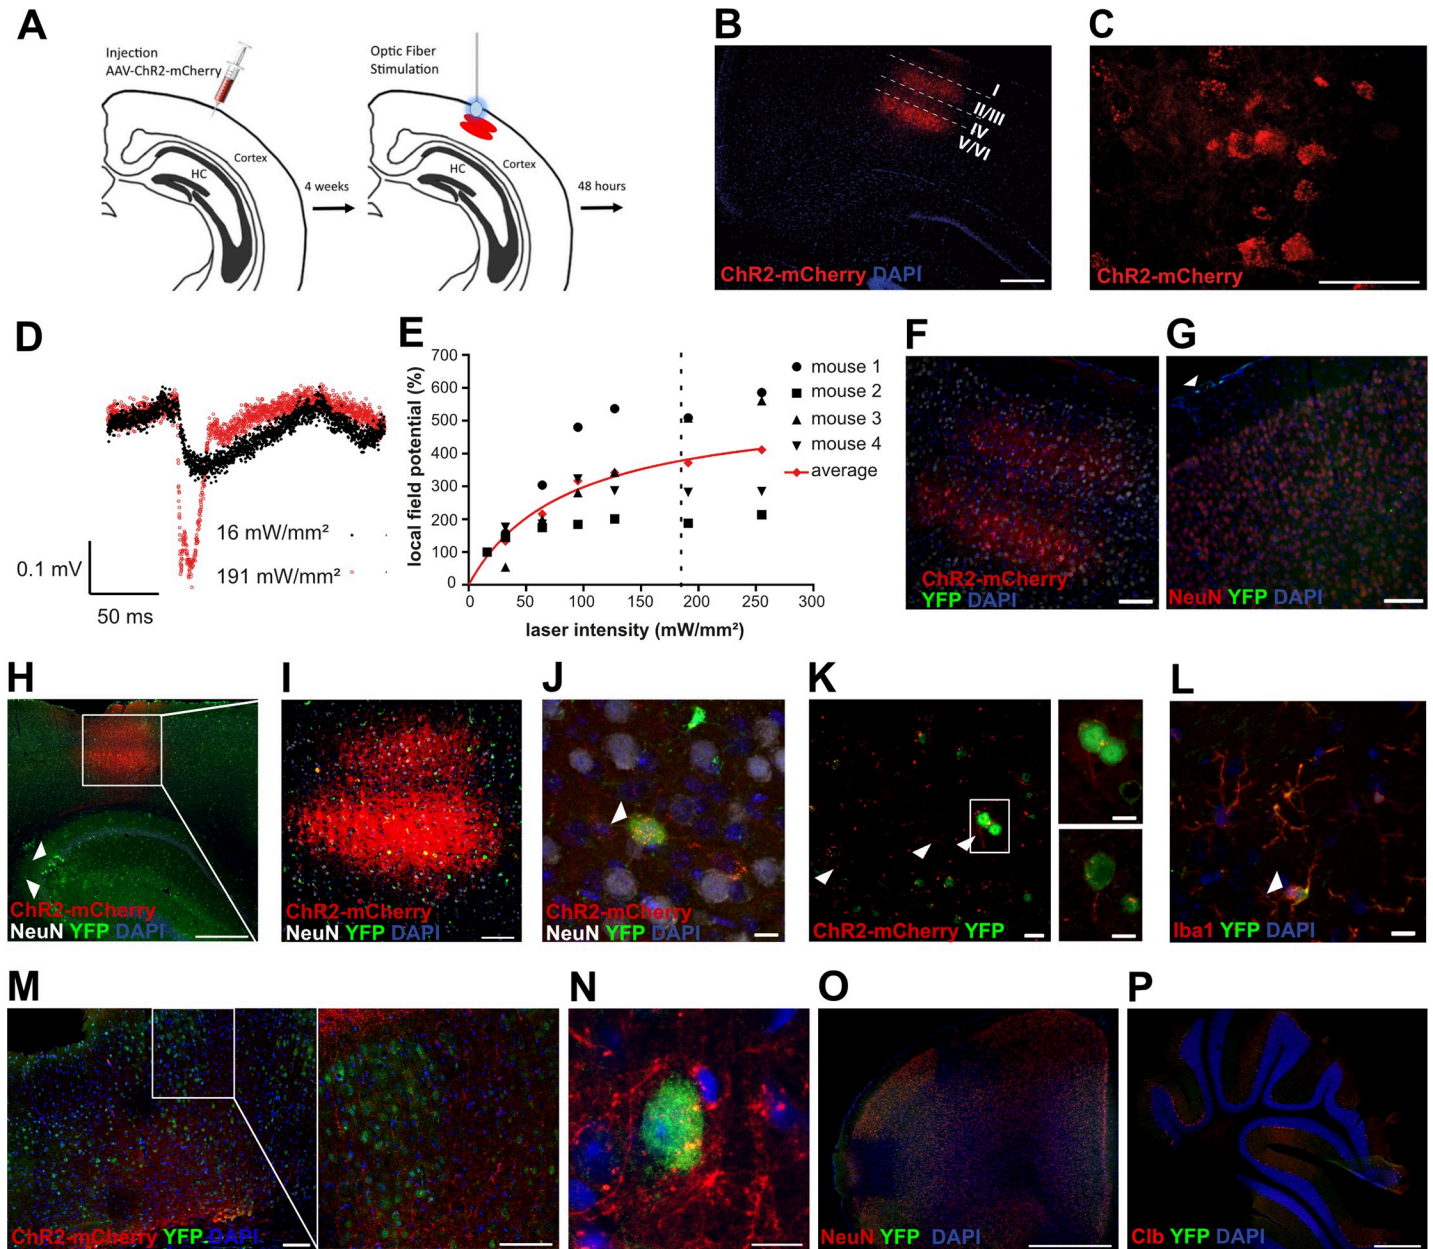 A
Injection
AAV-ChR2-mCherry
HC
Cortex
4 weeks
Optic Fiber
Stimulation
HC
Cortex
48 hours
B
I
II/III
IV
V/VI
ChR2-mCherry DAPI
C
ChR2-mCherry
D
16 mW/mm²
191 mW/mm²
0.1 mV
50 ms
E
local field potential (%)
700
600
500
400
300
200
100
0
0 50 100 150 200 250 300
laser intensity (mW/mm²)
mouse 1
mouse 2
mouse 3
mouse 4
average
F
ChR2-mCherry
YFP DAPI
G
NeuN YFP DAPI
H
ChR2-mCherry
NeuN YFP DAPI
I
ChR2-mCherry
NeuN YFP DAPI
J
ChR2-mCherry
NeuN YFP DAPI
K
ChR2-mCherry YFP
L
Iba1 YFP DAPI
M
ChR2-mCherry YFP DAPI
N
O
NeuN YFP DAPI
P
Clb YFP DAPI